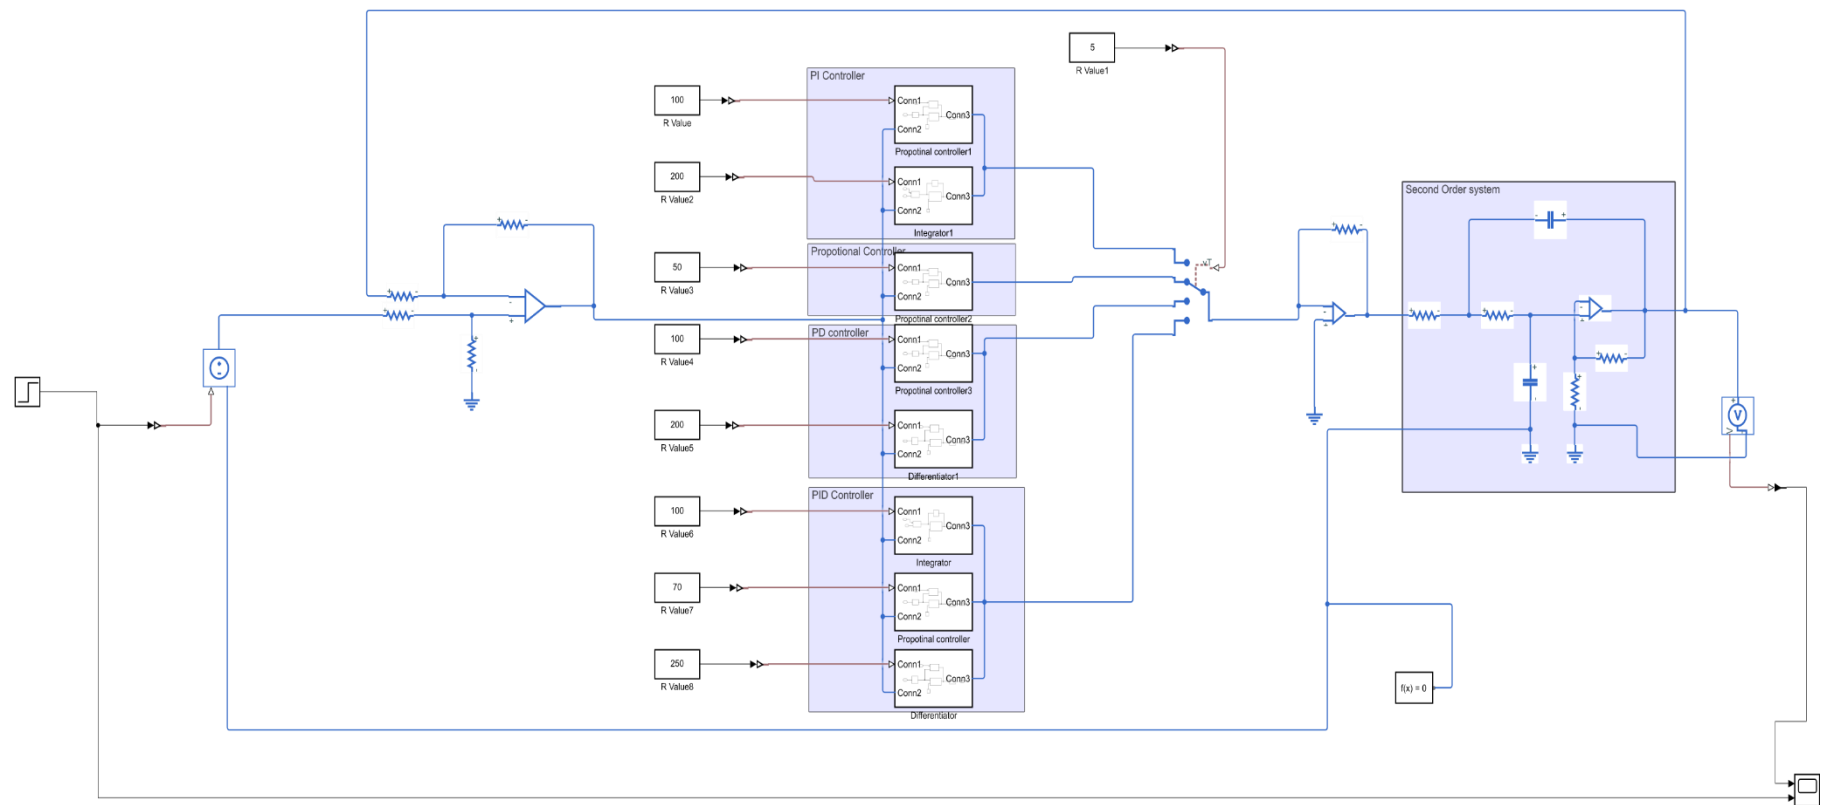 5
R Value1
PI Controller
100
R Value
Conn1
Conn2
Conn3
Propotinal controller1
200
R Value2
Conn1
Conn2
Conn3
Integrator1
Second Order system
Propotional Controller
50
R Value3
Conn1
Conn2
Conn3
Propotinal controller2
vT
PD controller
100
R Value4
Conn1
Conn2
Conn3
Propotinal controller3
200
R Value5
Conn1
Conn2
Conn3
Differentiator1
V
PID Controller
100
R Value6
Conn1
Conn2
Conn3
Integrator
70
R Value7
Conn1
Conn2
Conn3
Propotinal controller
250
R Value8
Conn1
Conn2
Conn3
Differentiator
f(x) = 0